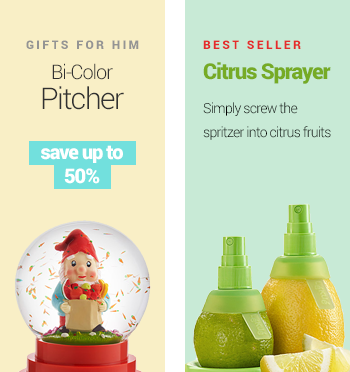 GIFTS FOR HIM
Bi-Color
Pitcher
save up to
50%
BEST SELLER
Citrus Sprayer
Simply screw the
spritzer into citrus fruits